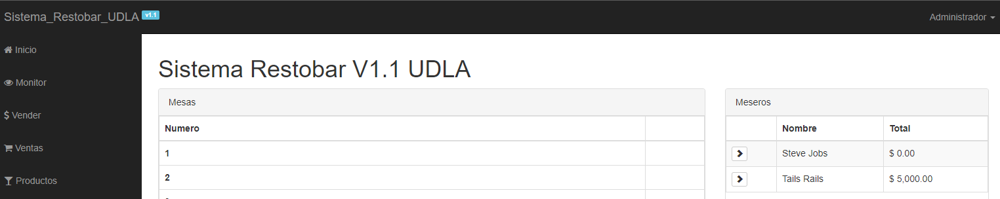 Sistema_Restobar_UDLA v1.1
Administrador
Inicio
Monitor
$ Vender
Ventas
Productos
Sistema Restobar V1.1 UDLA
Mesas
Numero
1
2
Meseros
Nombre Total
Steve Jobs $ 0.00
Tails Rails $ 5,000.00